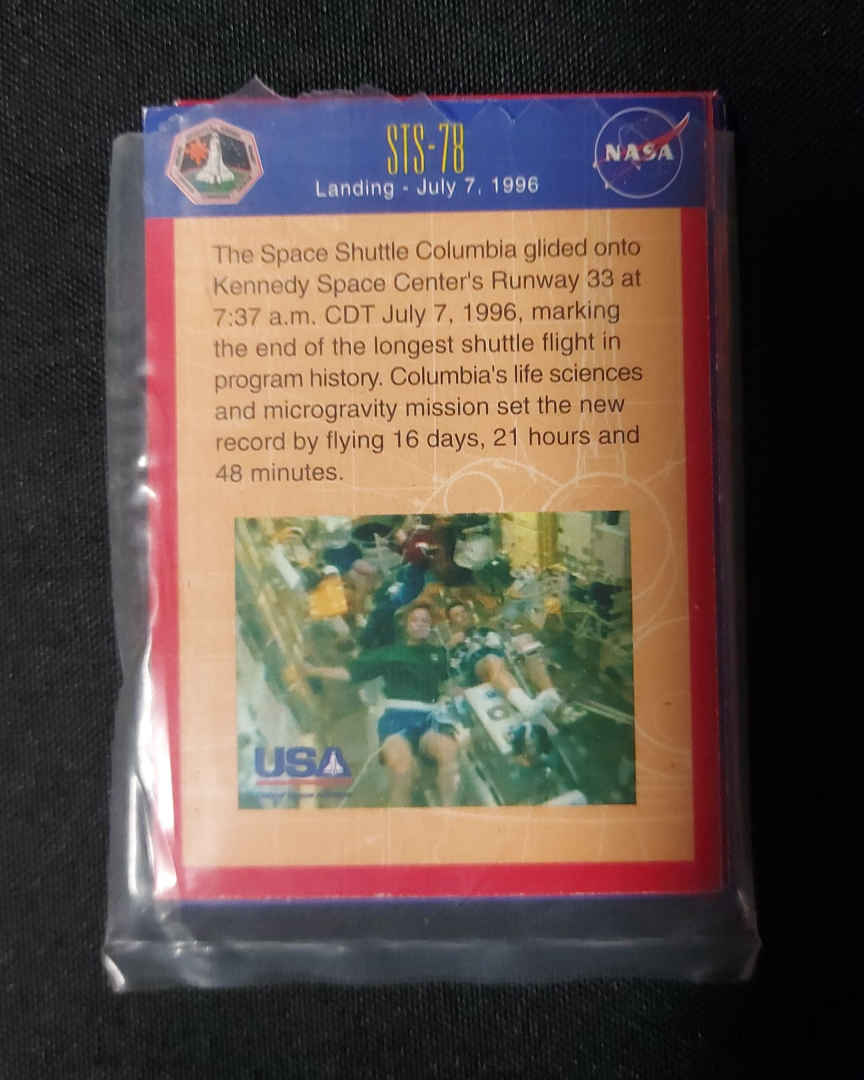 STS-78
NASA
Landing - July 7, 1996
The Space Shuttle Columbia glided onto
Kennedy Space Center's Runway 33 at
7:37 a.m. CDT July 7, 1996, marking
the end of the longest shuttle flight in
program history. Columbia's life sciences
and microgravity mission set the new
record by flying 16 days, 21 hours and
48 minutes.
USA